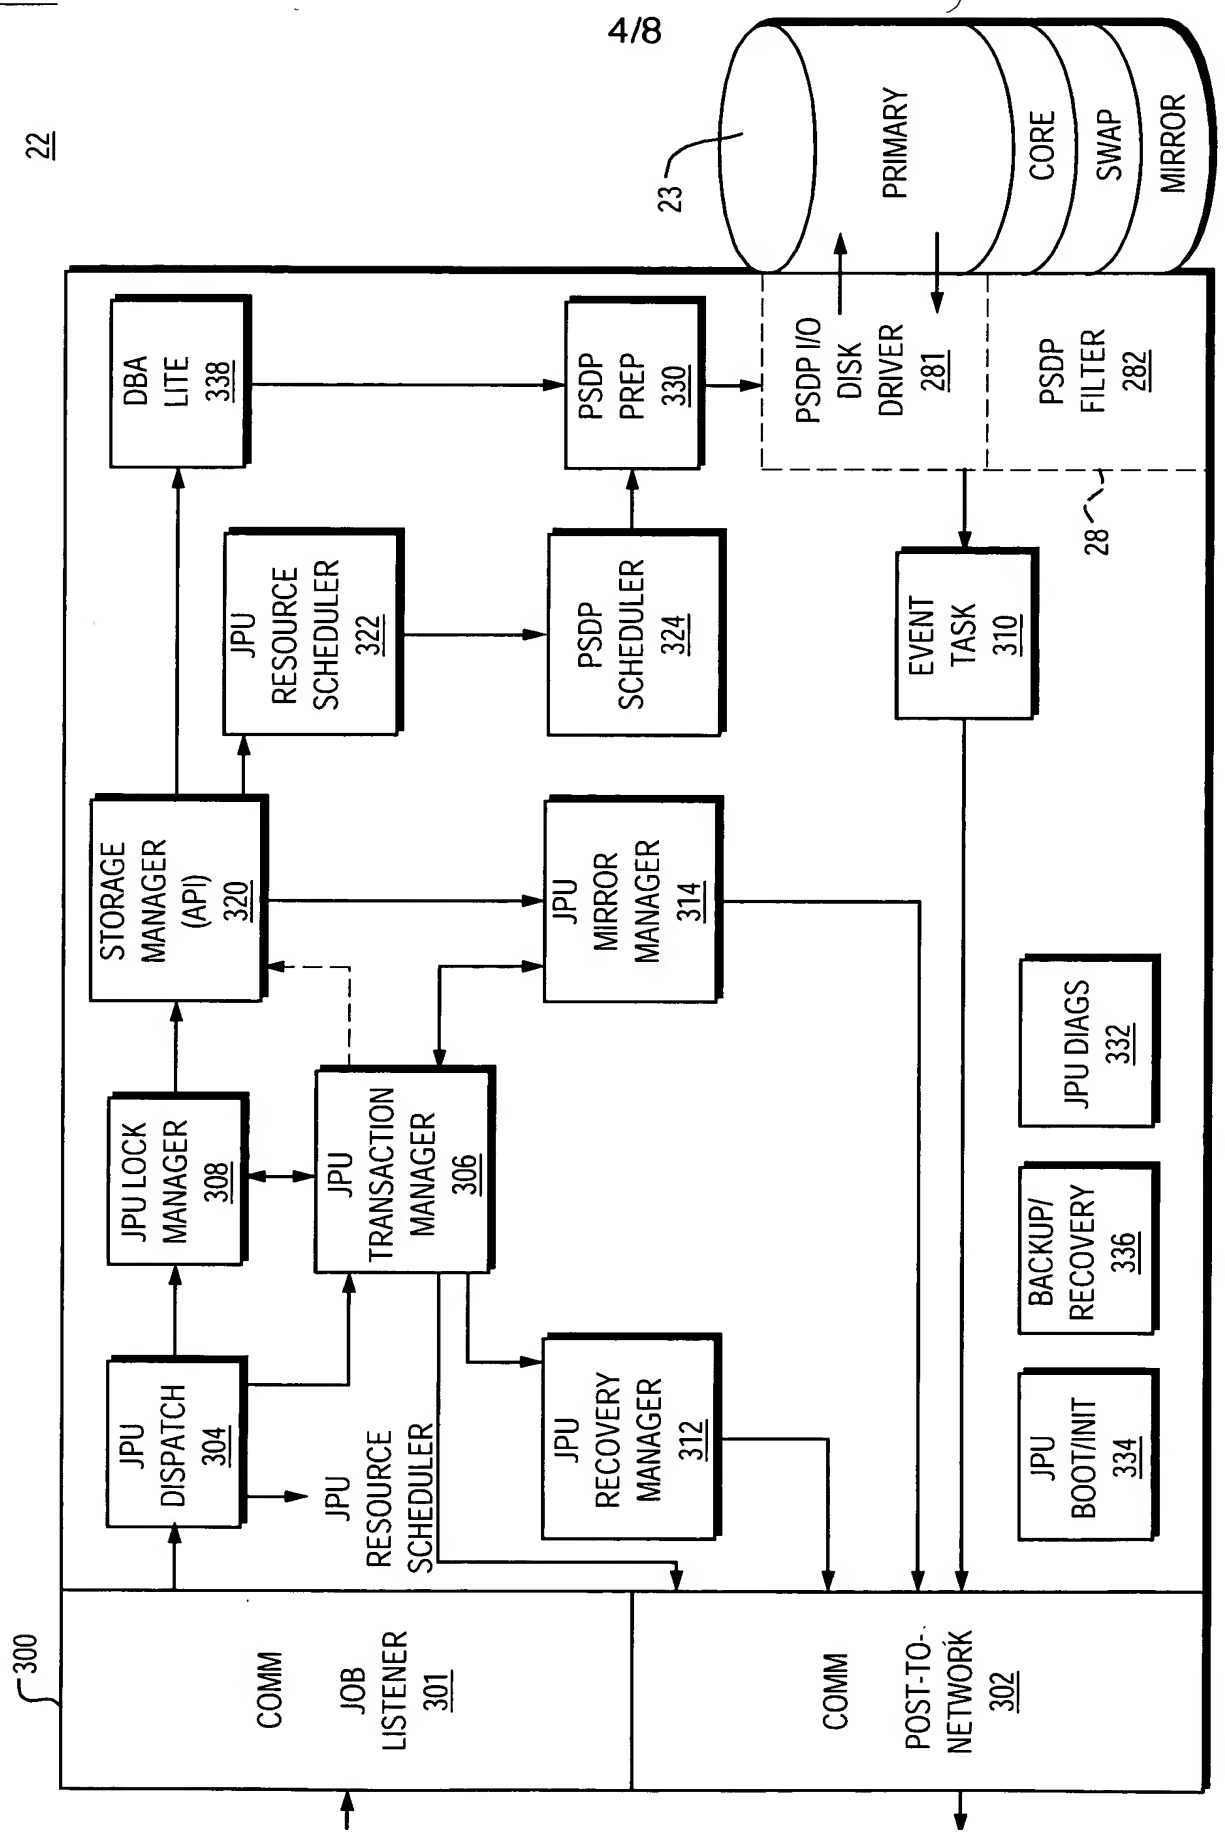 4/8
22
300
COMM
JOB
LISTENER
301
COMM
POST-TO-
NETWORK
302
JPU
DISPATCH
304
JPU
RESOURCE
SCHEDULER
JPU LOCK
MANAGER
308
JPU
TRANSACTION
MANAGER
306
JPU
RECOVERY
MANAGER
312
STORAGE
MANAGER
(API)
320
JPU
MIRROR
MANAGER
314
JPU
RESOURCE
SCHEDULER
322
PSDP
SCHEDULER
324
DBA
LITE
338
PSDP
PREP
330
PSDP I/O
DISK
DRIVER
281
PSDP
FILTER
282
28
EVENT
TASK
310
JPU
BOOT/INIT
334
BACKUP/
RECOVERY
336
JPU DIAGS
332
23
PRIMARY
CORE
SWAP
MIRROR